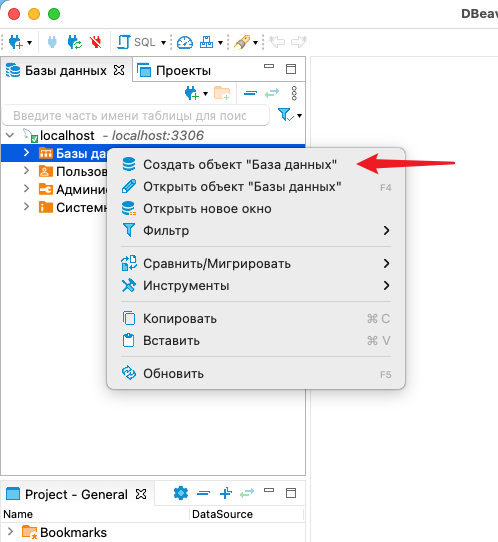 DBeav
SQL
Базы данных
Проекты
Введите часть имени таблицы для поис
localhost - localhost:3306
Базы да
Пользов
Админис
Системн
Создать объект "База данных"
Открыть объект "Базы данных" F4
Открыть новое окно
Фильтр
Сравнить/Мигрировать
Инструменты
Копировать ⌘ C
Вставить ⌘ V
Обновить F5
Project - General
Name DataSource
Bookmarks